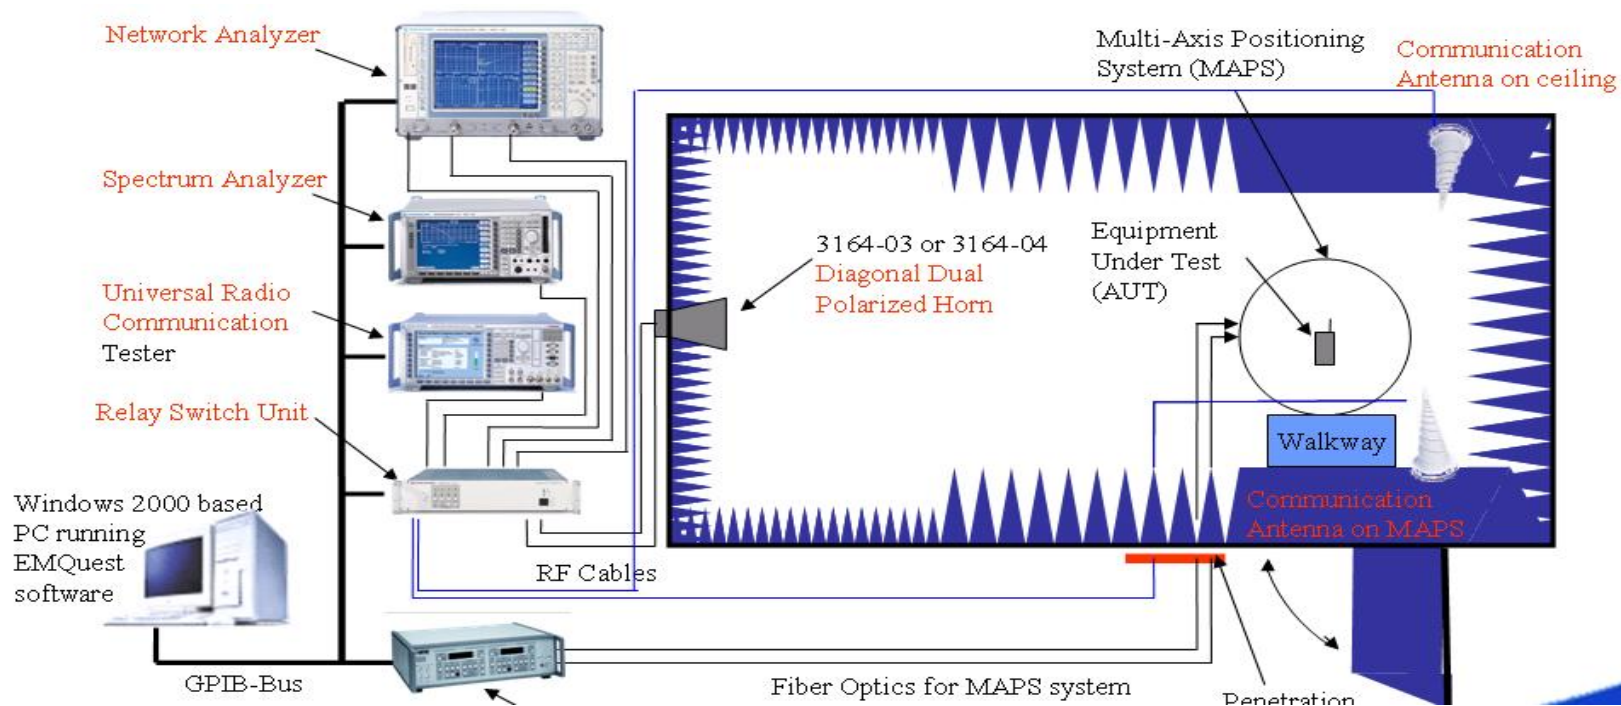 Network Analyzer
Multi-Axis Positioning
System (MAPS)
Communication
Antenna on ceiling
Spectrum Analyzer
3164-03 or 3164-04
Diagonal Dual
Polarized Horn
Equipment
Under Test
(AUT)
Universal Radio
Communication
Tester
Relay Switch Unit
Walkway
Windows 2000 based
PC running
EMQuest
software
Communication
Antenna on MAPS
RF Cables
GPIB-Bus
Fiber Optics for MAPS system
Penetration